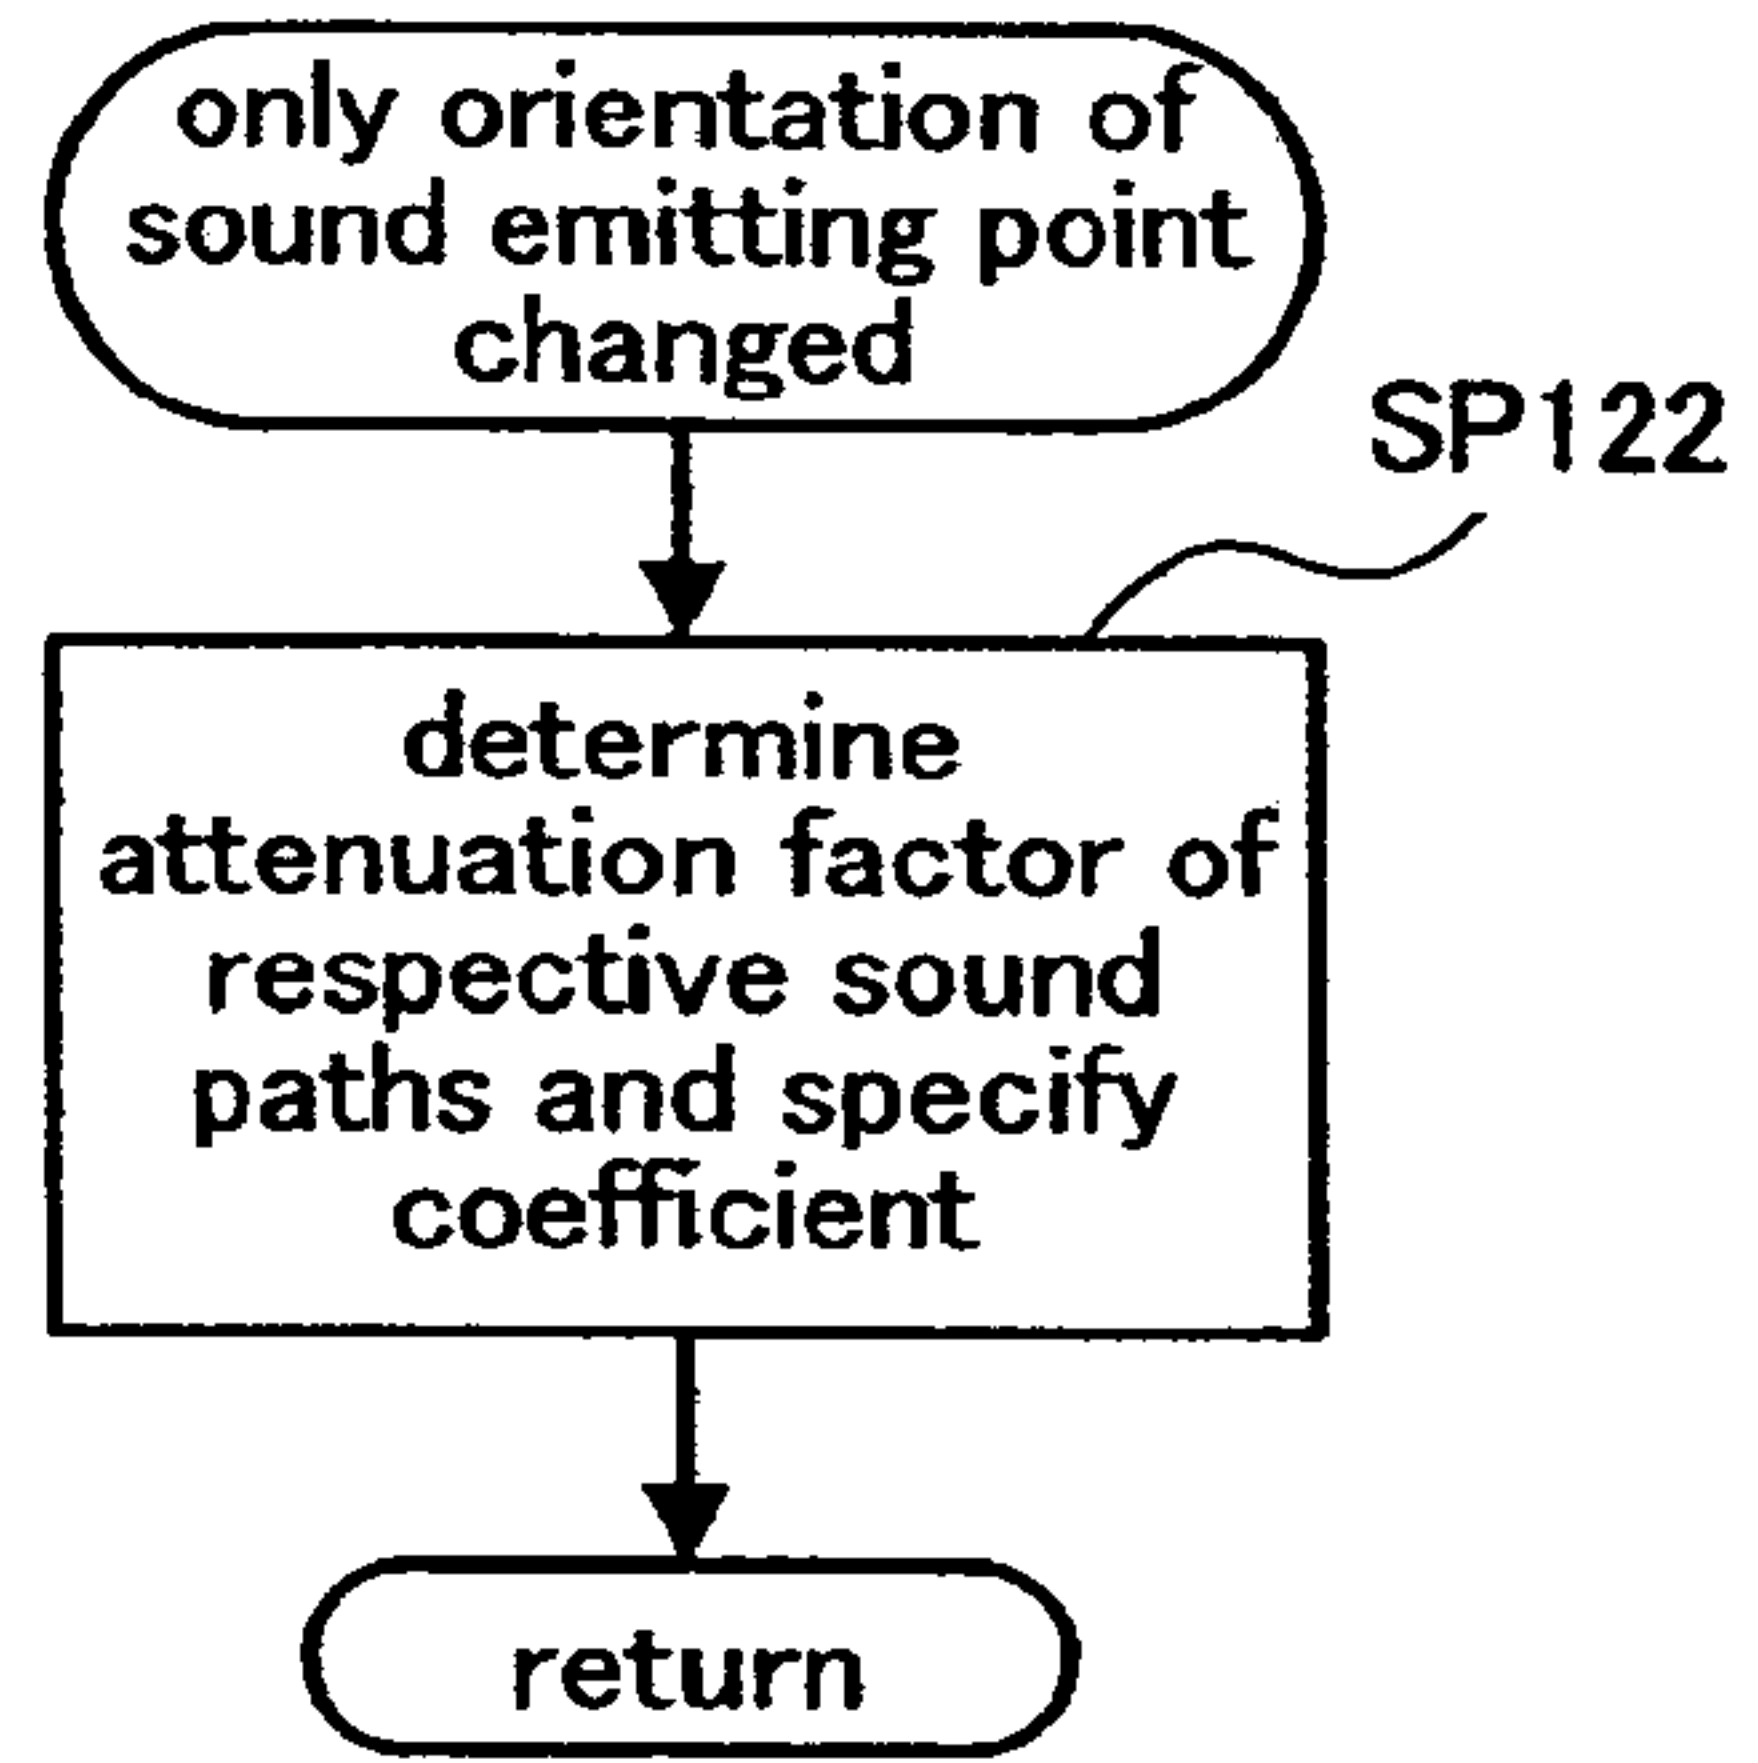 only orientation of
sound emitting point
changed
SP122
determine
attenuation factor of
respective sound
paths and specify
coefficient
return